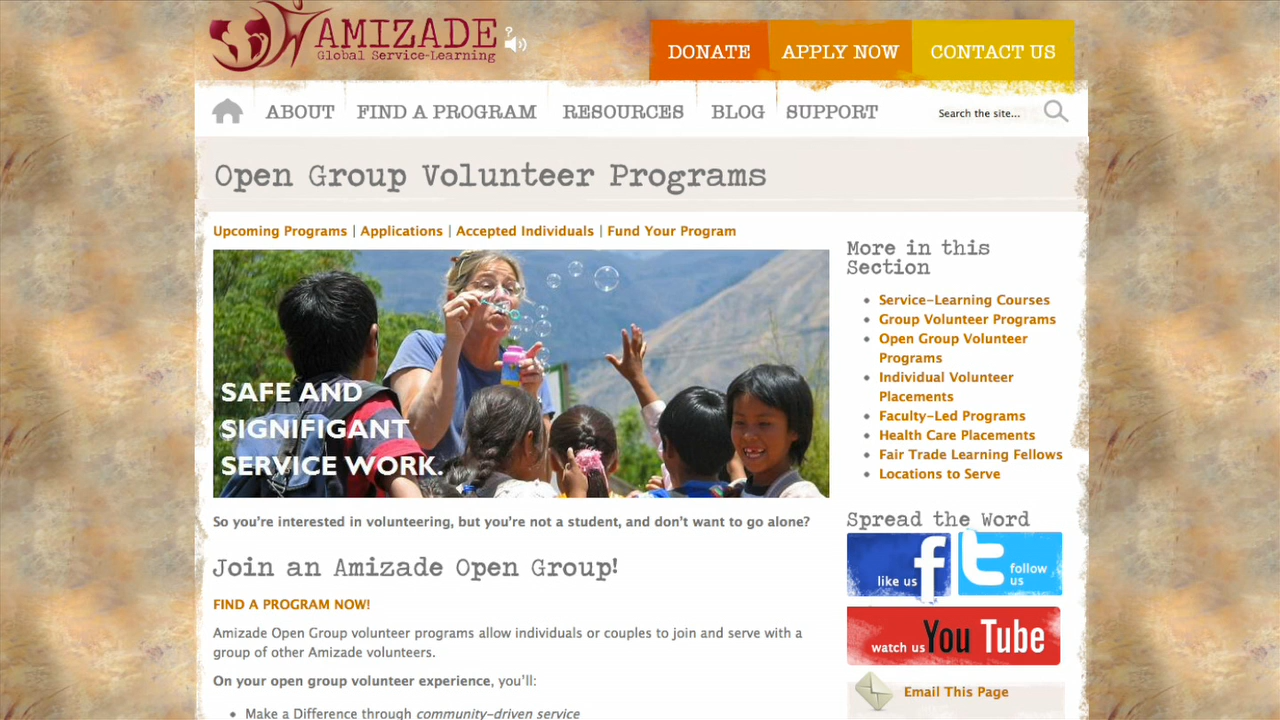 AMIZADE
Global Service-Learning
?
DONATE
APPLY NOW
CONTACT US
ABOUT
FIND A PROGRAM
RESOURCES
BLOG
SUPPORT
Search the site...
Open Group Volunteer Programs
Upcoming Programs | Applications | Accepted Individuals | Fund Your Program
SAFE AND
SIGNIFIGANT
SERVICE WORK.
So you're interested in volunteering, but you're not a student, and don't want to go alone?
Join an Amizade Open Group!
FIND A PROGRAM NOW!
Amizade Open Group volunteer programs allow individuals or couples to join and serve with a
group of other Amizade volunteers.
On your open group volunteer experience, you'll:
• Make a Difference through community-driven service
More in this
Section
• Service-Learning Courses
• Group Volunteer Programs
• Open Group Volunteer
Programs
• Individual Volunteer
Placements
• Faculty-Led Programs
• Health Care Placements
• Fair Trade Learning Fellows
• Locations to Serve
Spread the Word
like us f
t follow
us
watch us YouTube
Email This Page